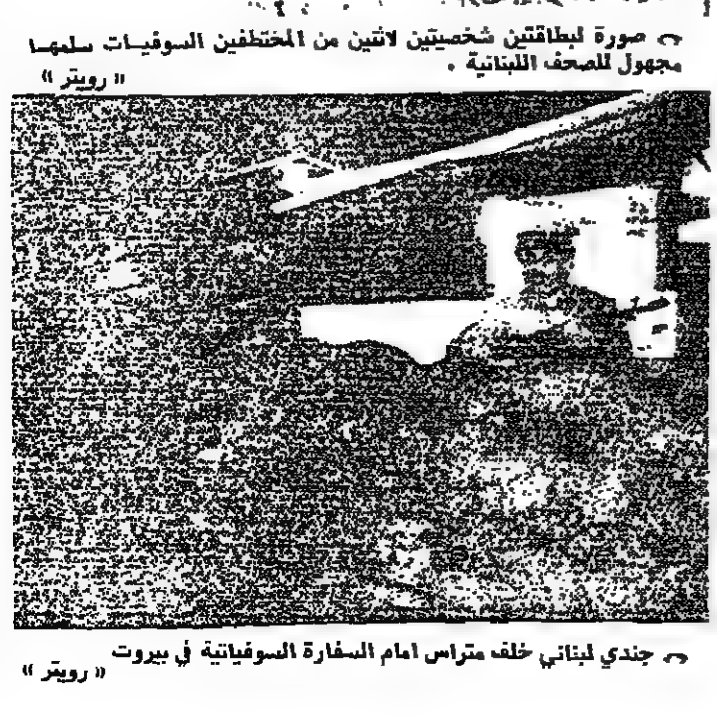 صورة لبطاقتين شخصيتين لاثنين من المختطفين السوفيات سلمها
مجهول للصحف اللبنانية .
« رويتر »
جندي لبناني خلف متراس امام السفارة السوفياتية في بيروت
« رويتر »